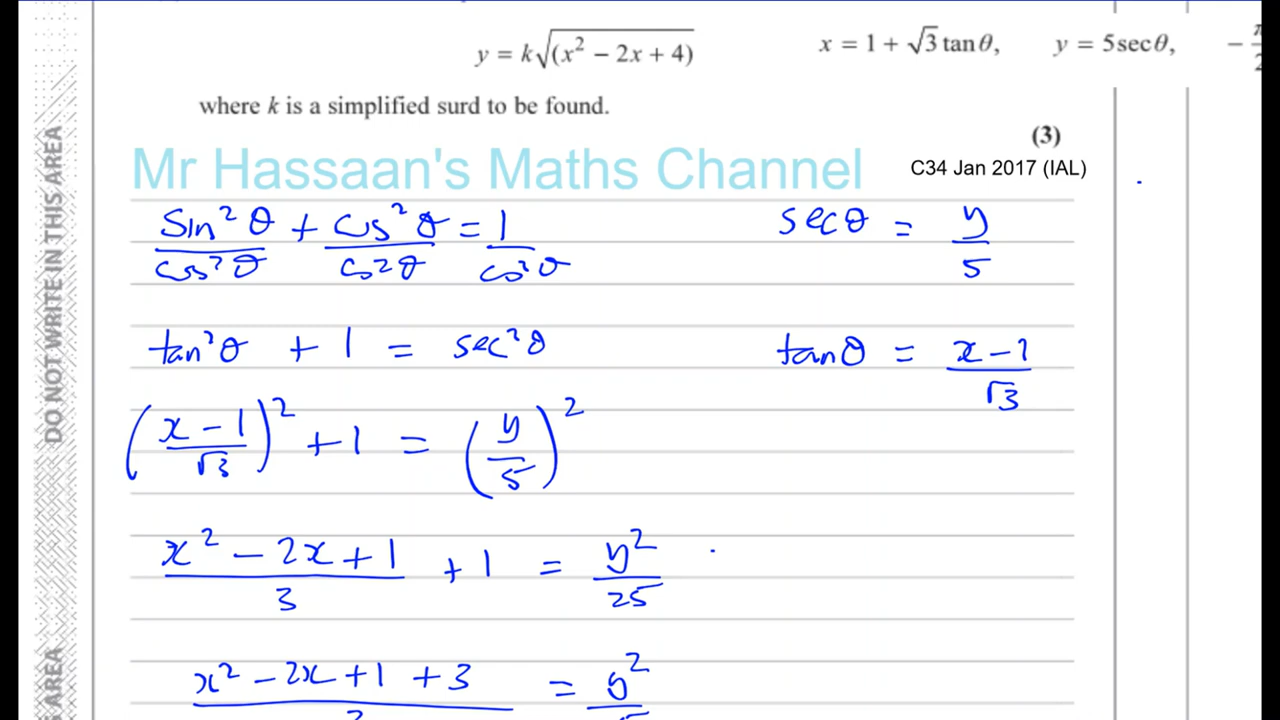 y = k√(x² − 2x + 4) x = 1 + √3 tanθ, y = 5secθ, −
where k is a simplified surd to be found.
(3)
Mr Hassaan's Maths Channel C34 Jan 2017 (IAL)
DO NOT WRITE IN THIS AREA
sin²θ/cos²θ + cos²θ/cos²θ = 1/cos²θ secθ = y/5
tan²θ + 1 = sec²θ tanθ = x−1/√3
(x−1/√3)² + 1 = (y/5)²
x² − 2x + 1/3 + 1 = y²/25
x² − 2x + 1 + 3 = y²
AREA